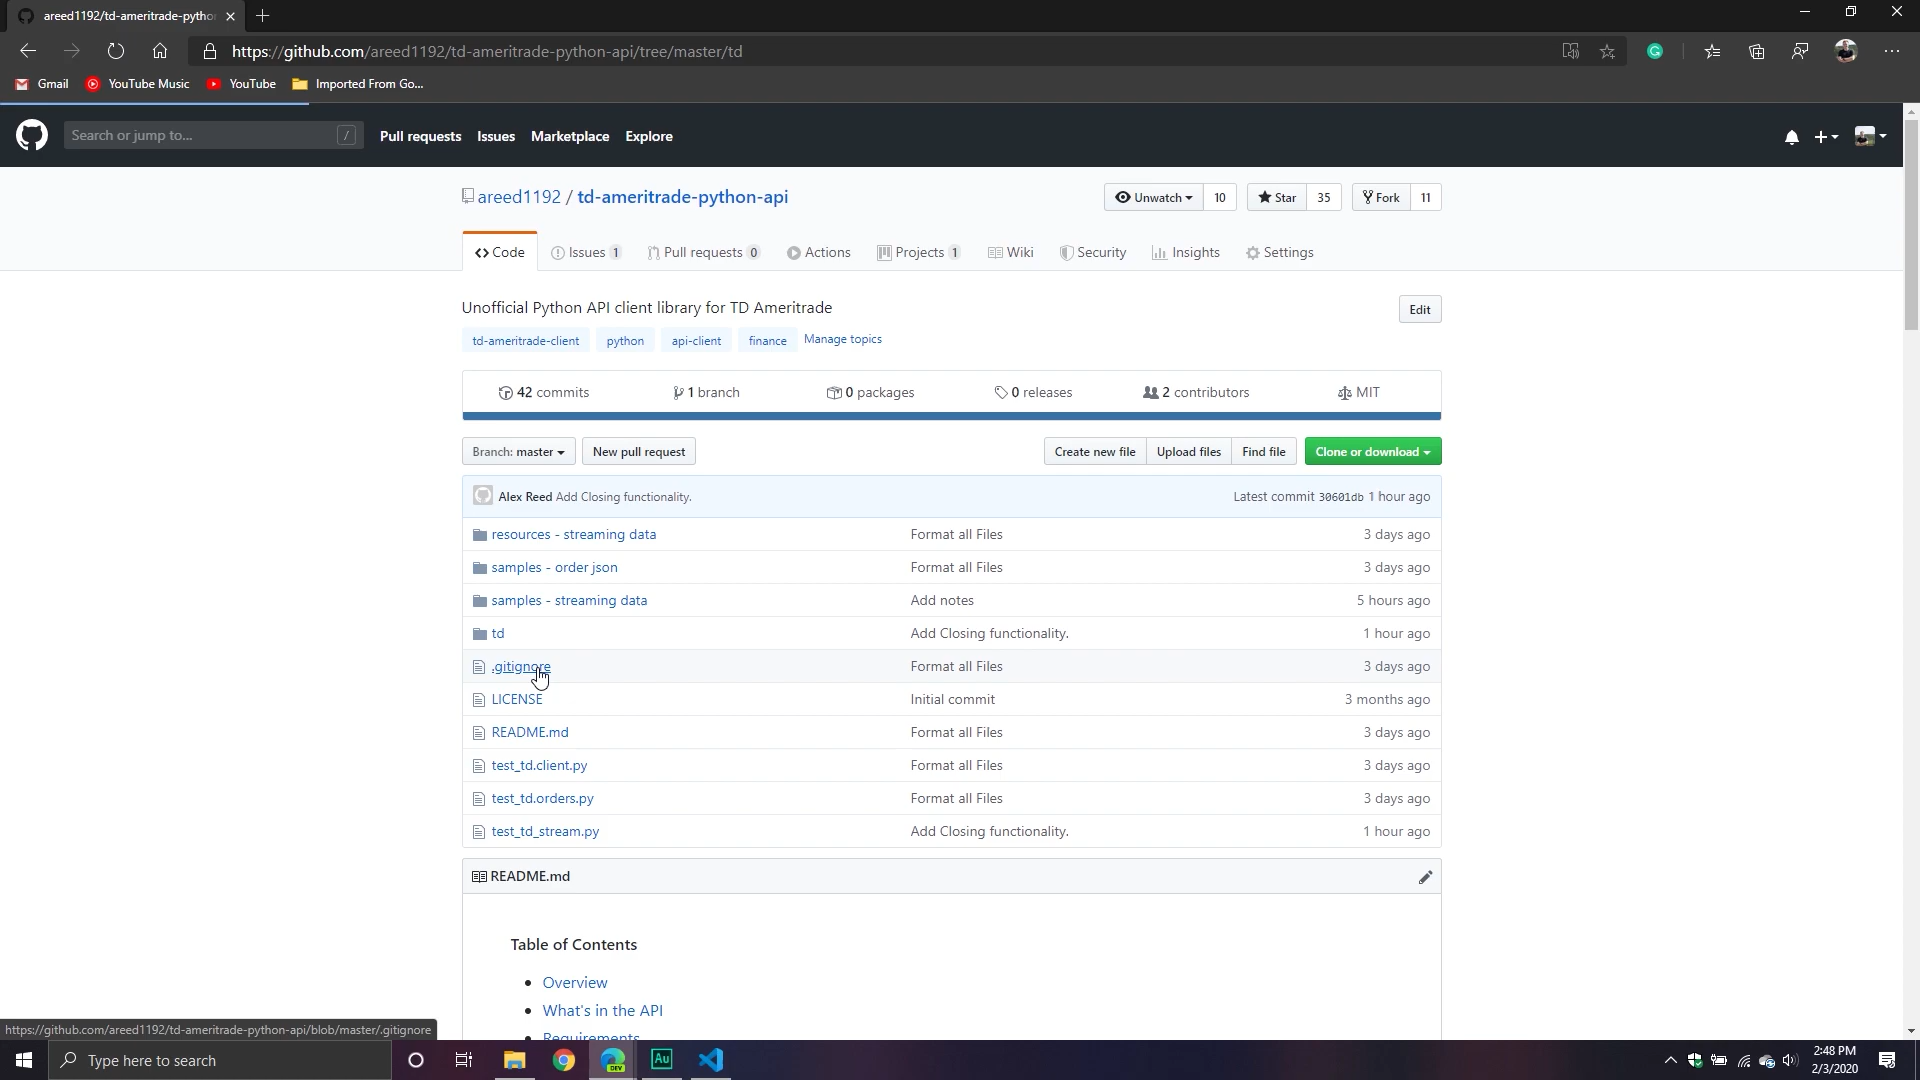 areed1192/td-ameritrade-pytho
https://github.com/areed1192/td-ameritrade-python-api/tree/master/td
Gmail
YouTube Music
YouTube
Imported From Go...
Search or jump to...
/
Pull requests
Issues
Marketplace
Explore
areed1192 / td-ameritrade-python-api
Unwatch 10
Star 35
Fork 11
Code
Issues 1
Pull requests 0
Actions
Projects 1
Wiki
Security
Insights
Settings
Unofficial Python API client library for TD Ameritrade
Edit
td-ameritrade-client
python
api-client
finance
Manage topics
42 commits
1 branch
0 packages
0 releases
2 contributors
MIT
Branch: master
New pull request
Create new file
Upload files
Find file
Clone or download
Alex Reed Add Closing functionality.
Latest commit 30601db 1 hour ago
resources - streaming data Format all Files 3 days ago
samples - order json Format all Files 3 days ago
samples - streaming data Add notes 5 hours ago
td Add Closing functionality. 1 hour ago
.gitignore Format all Files 3 days ago
LICENSE Initial commit 3 months ago
README.md Format all Files 3 days ago
test_td.client.py Format all Files 3 days ago
test_td.orders.py Format all Files 3 days ago
test_td_stream.py Add Closing functionality. 1 hour ago
README.md
Table of Contents
Overview
What's in the API
Requirements
https://github.com/areed1192/td-ameritrade-python-api/blob/master/.gitignore
Type here to search
DEV
Au
2:48 PM
2/3/2020